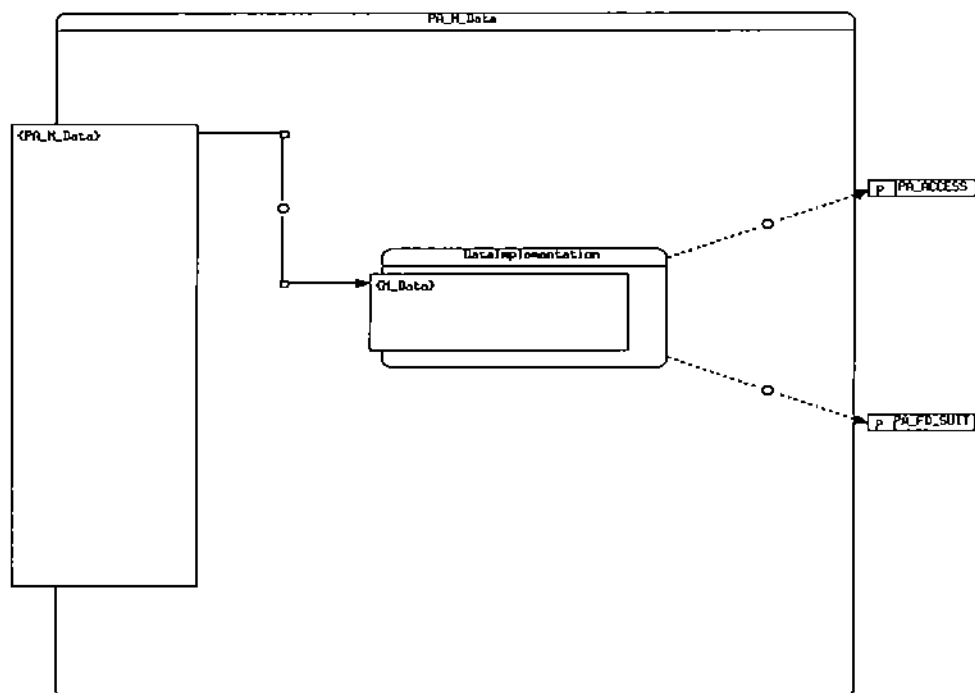 PA_M_Data
{PA_M_Data}
P PA_ACCESS
DataImplementation
{M_Data}
P PA_FD_SUIT